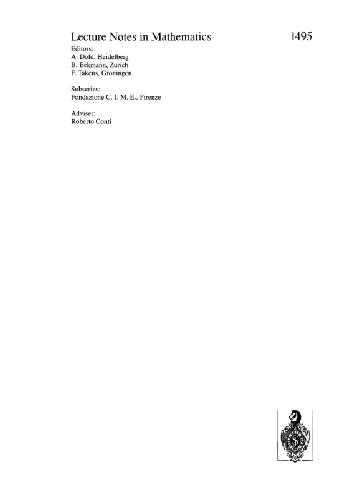 Lecture Notes in Mathematics 1495
Editors:
A. Dold, Heidelberg
B. Eckmann, Zürich
F. Takens, Groningen
Subseries:
Fondazione C. I. M. E., Firenze
Adviser:
Roberto Conti